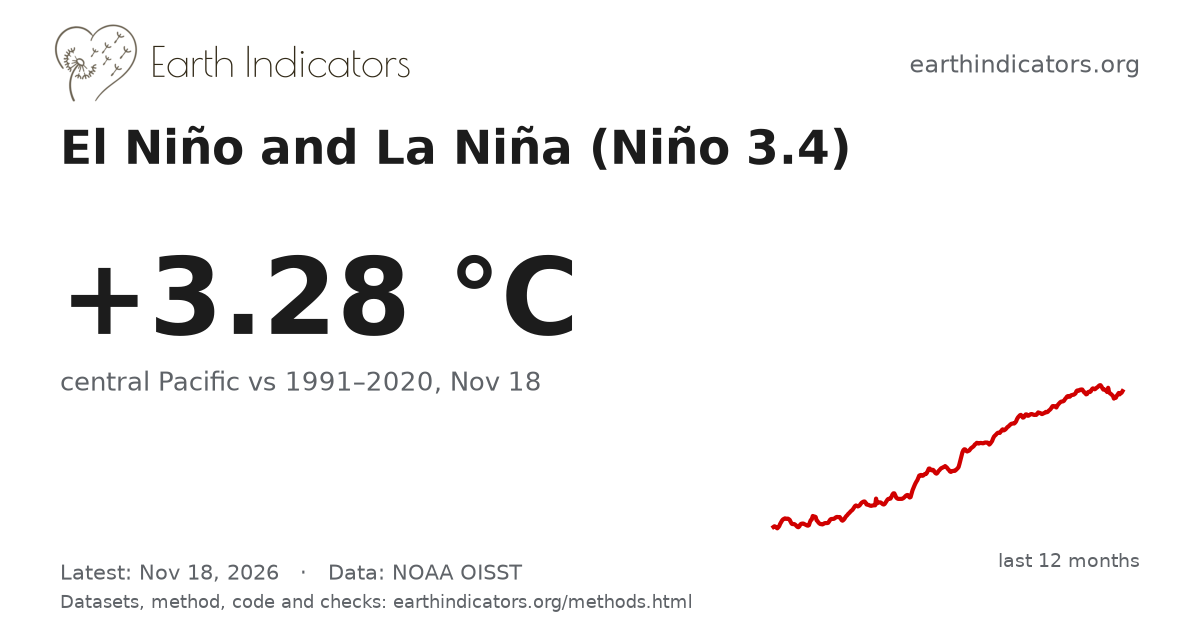 Earth Indicators
earthindicators.org
El Niño and La Niña (Niño 3.4)
+3.28 °C
central Pacific vs 1991–2020, Nov 18
last 12 months
Latest: Nov 18, 2026 · Data: NOAA OISST
Datasets, method, code and checks: earthindicators.org/methods.html